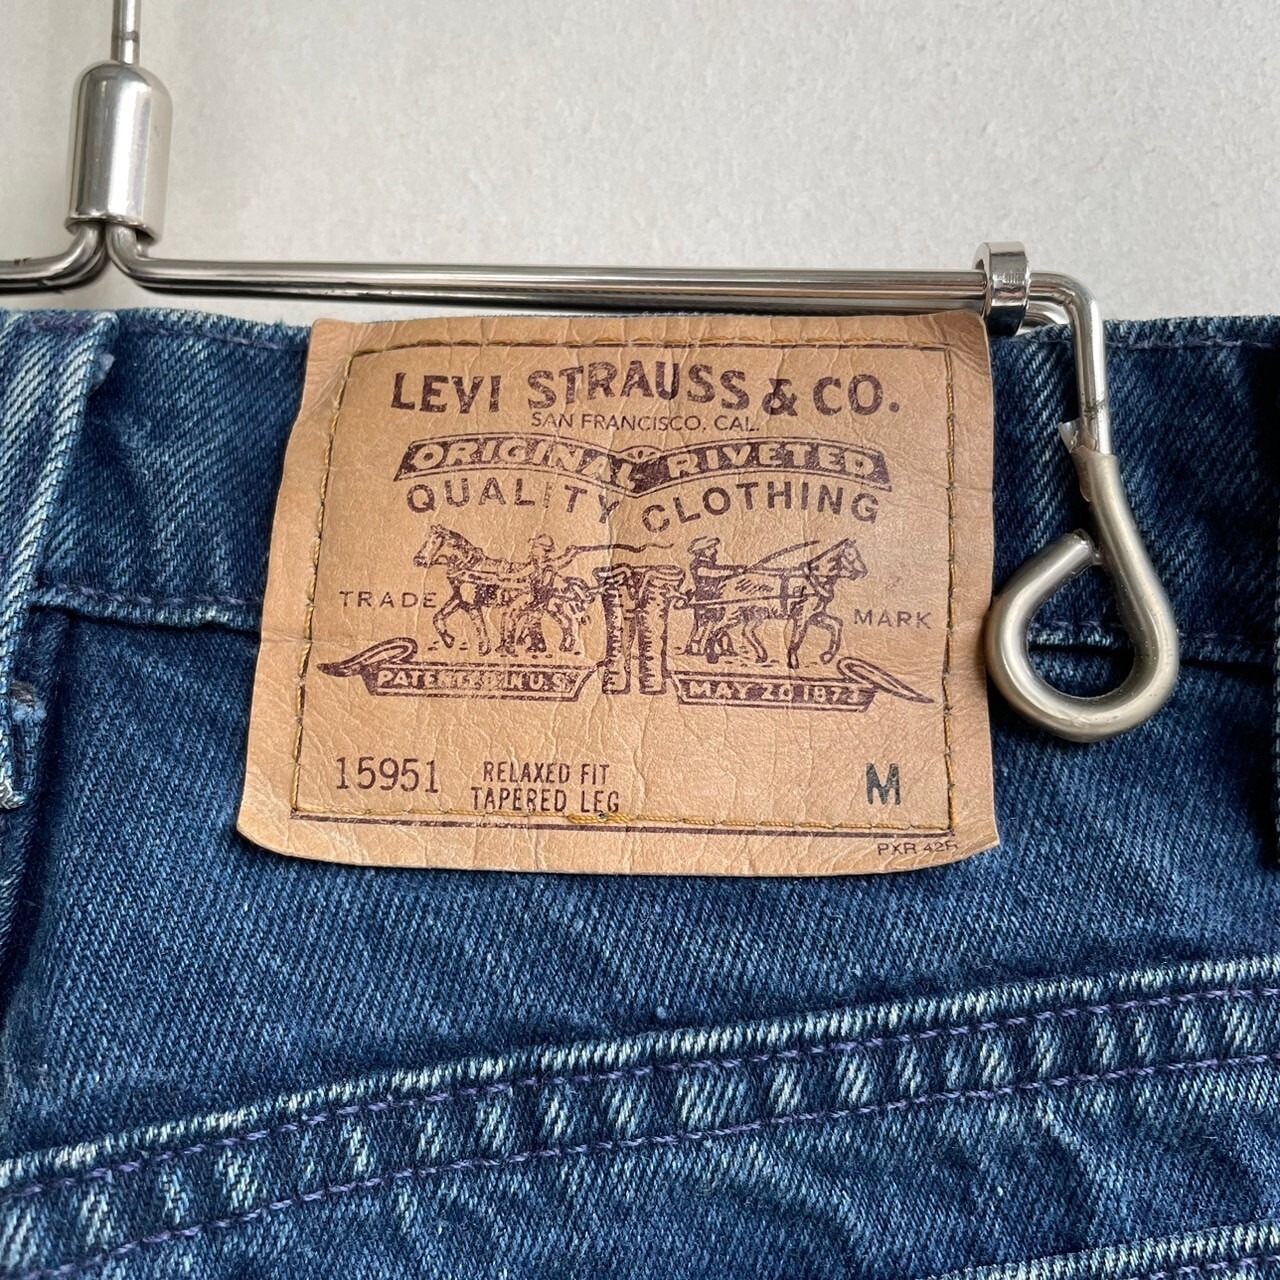 LEVI STRAUSS & CO.
SAN FRANCISCO, CAL.
ORIGINAL RIVETED
QUALITY CLOTHING
TRADE MARK
PATENTED IN U.S. MAY 20 1873
15951 RELAXED FIT M
TAPERED LEG
PXR 42R